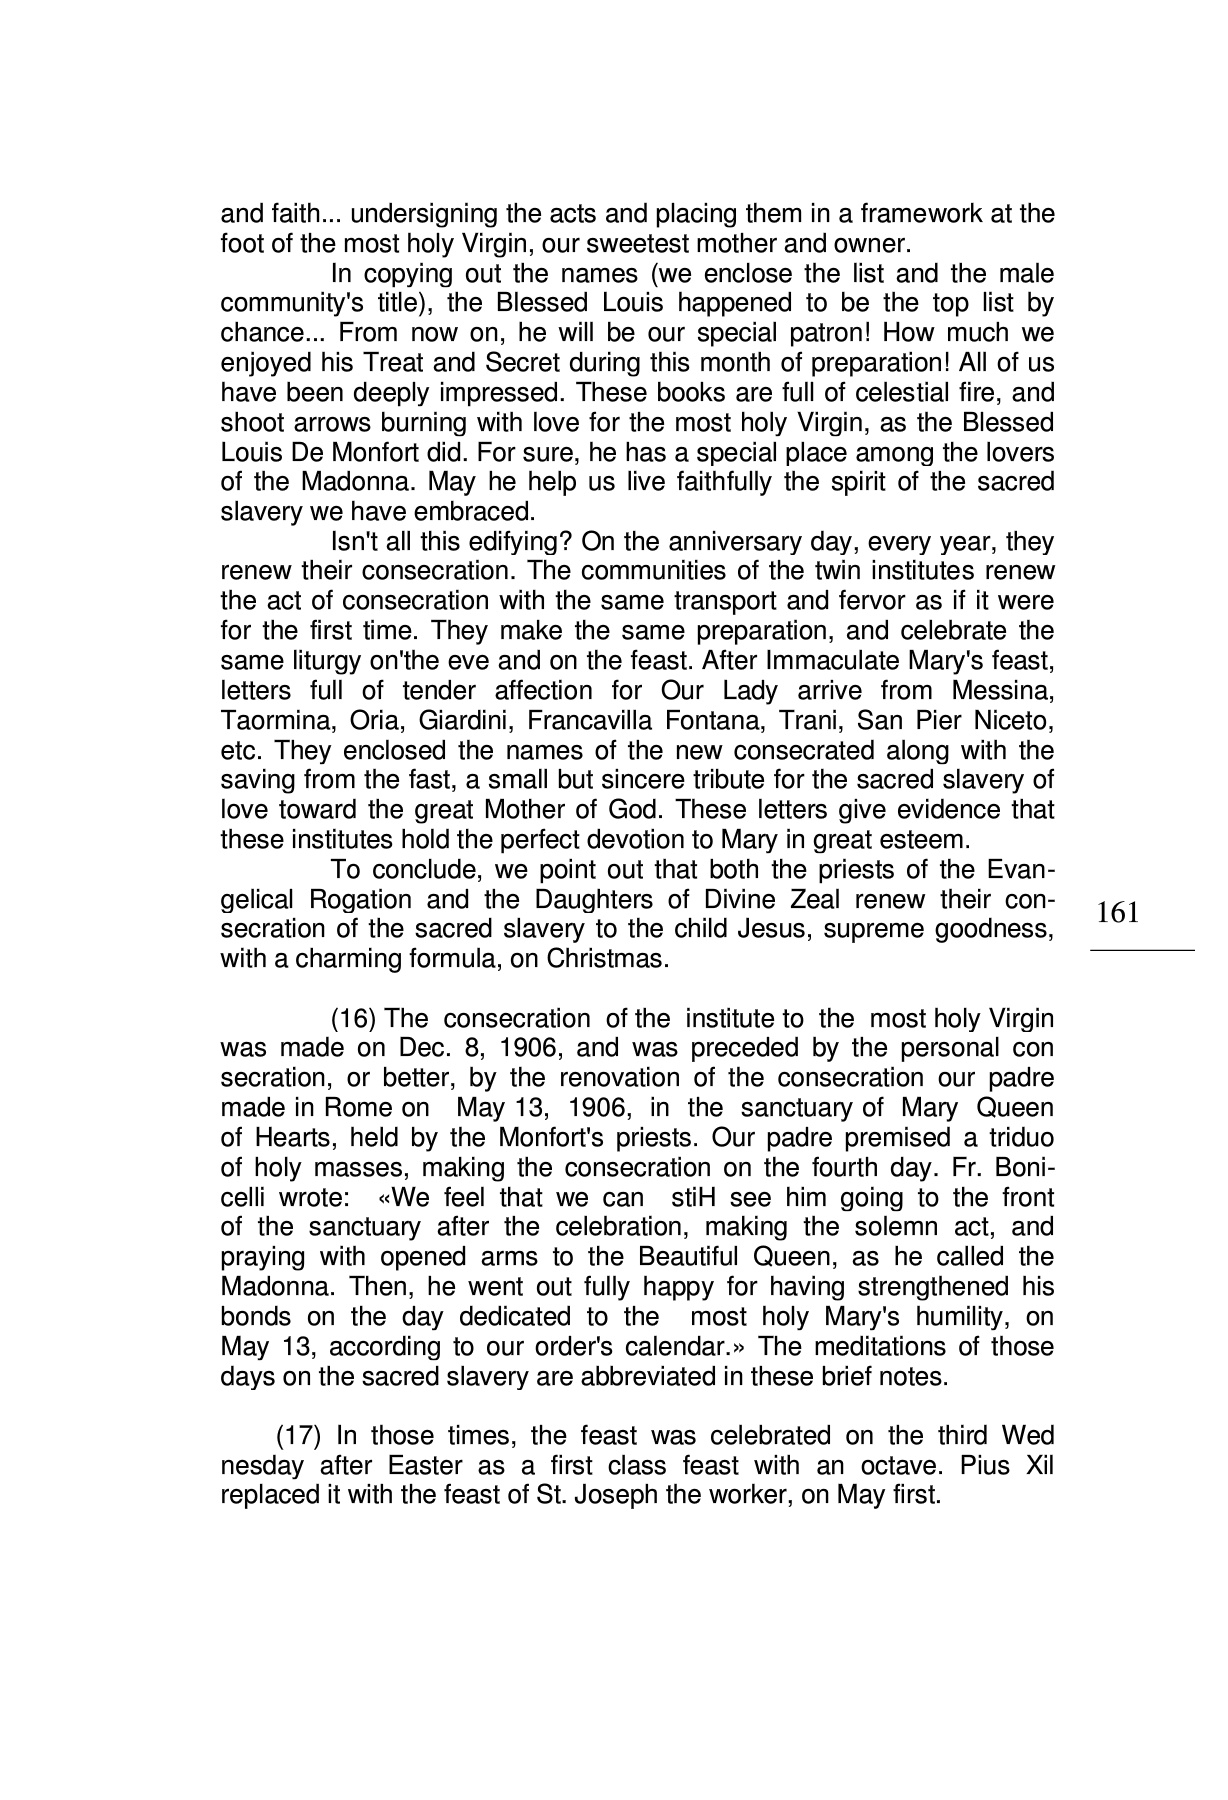 and faith... undersigning the acts and placing them in a framework at the
foot of the most holy Virgin, our sweetest mother and owner.
In copying out the names (we enclose the list and the male
community's title), the Blessed Louis happened to be the top list by
chance... From now on, he will be our special patron! How much we
enjoyed his Treat and Secret during this month of preparation! All of us
have been deeply impressed. These books are full of celestial fire, and
shoot arrows burning with love for the most holy Virgin, as the Blessed
Louis De Monfort did. For sure, he has a special place among the lovers
of the Madonna. May he help us live faithfully the spirit of the sacred
slavery we have embraced.
Isn't all this edifying? On the anniversary day, every year, they
renew their consecration. The communities of the twin institutes renew
the act of consecration with the same transport and fervor as if it were
for the first time. They make the same preparation, and celebrate the
same liturgy on'the eve and on the feast. After Immaculate Mary's feast,
letters full of tender affection for Our Lady arrive from Messina,
Taormina, Oria, Giardini, Francavilla Fontana, Trani, San Pier Niceto,
etc. They enclosed the names of the new consecrated along with the
saving from the fast, a small but sincere tribute for the sacred slavery of
love toward the great Mother of God. These letters give evidence that
these institutes hold the perfect devotion to Mary in great esteem.
To conclude, we point out that both the priests of the Evan-
gelical Rogation and the Daughters of Divine Zeal renew their con-
secration of the sacred slavery to the child Jesus, supreme goodness,
with a charming formula, on Christmas.
161
(16) The consecration of the institute to the most holy Virgin
was made on Dec. 8, 1906, and was preceded by the personal con
secration, or better, by the renovation of the consecration our padre
made in Rome on May 13, 1906, in the sanctuary of Mary Queen
of Hearts, held by the Monfort's priests. Our padre premised a triduo
of holy masses, making the consecration on the fourth day. Fr. Boni-
celli wrote: «We feel that we can stiH see him going to the front
of the sanctuary after the celebration, making the solemn act, and
praying with opened arms to the Beautiful Queen, as he called the
Madonna. Then, he went out fully happy for having strengthened his
bonds on the day dedicated to the most holy Mary's humility, on
May 13, according to our order's calendar.» The meditations of those
days on the sacred slavery are abbreviated in these brief notes.
(17) In those times, the feast was celebrated on the third Wed
nesday after Easter as a first class feast with an octave. Pius Xil
replaced it with the feast of St. Joseph the worker, on May first.